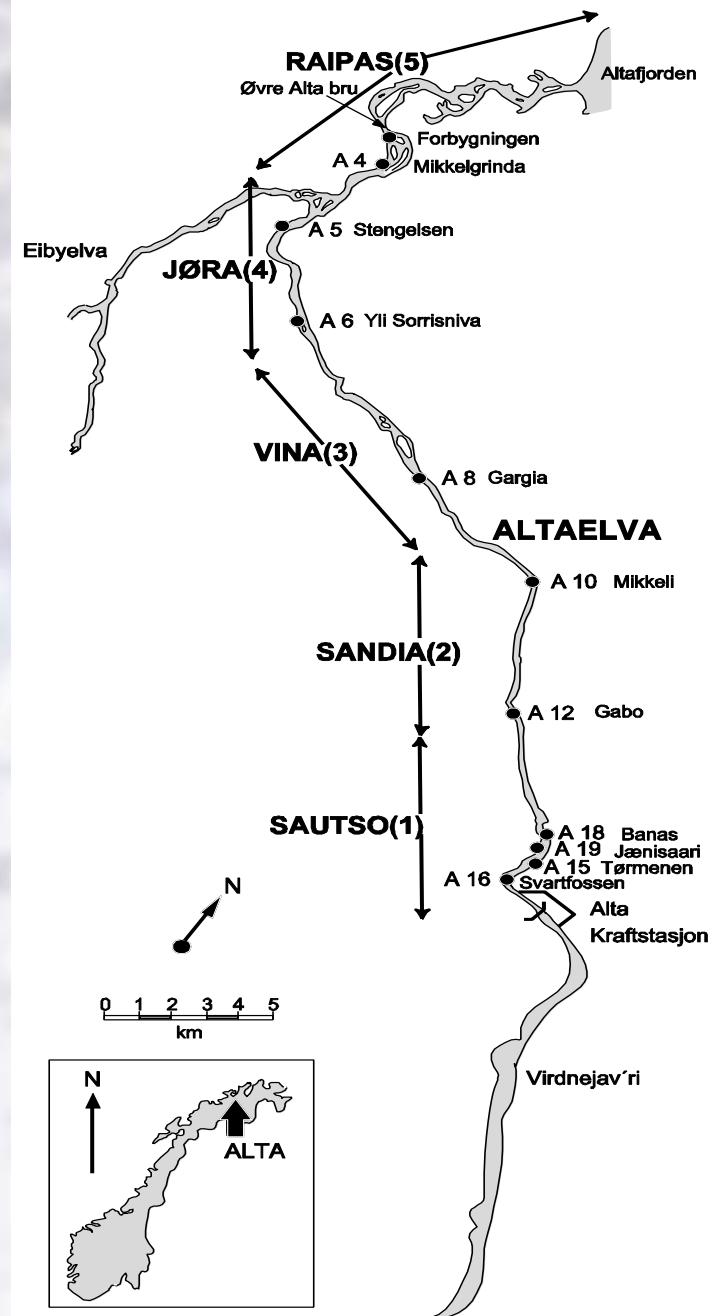 RAIPAS(5)
Altafjorden
Øvre Alta bru
Forbygningen
A 4 Mikkelgrinda
A 5 Stengelsen
Eibyelva
JØRA(4)
A 6 Yli Sorrisniva
VINA(3)
A 8 Gargia
ALTAELVA
A 10 Mikkeli
SANDIA(2)
A 12 Gabo
SAUTSO(1)
A 18 Banas
A 19 Jænisaari
A 15 Tørmenen
A 16 Svartfossen
N
Alta
Kraftstasjon
0 1 2 3 4 5
km
Virdnejav´ri
N
ALTA